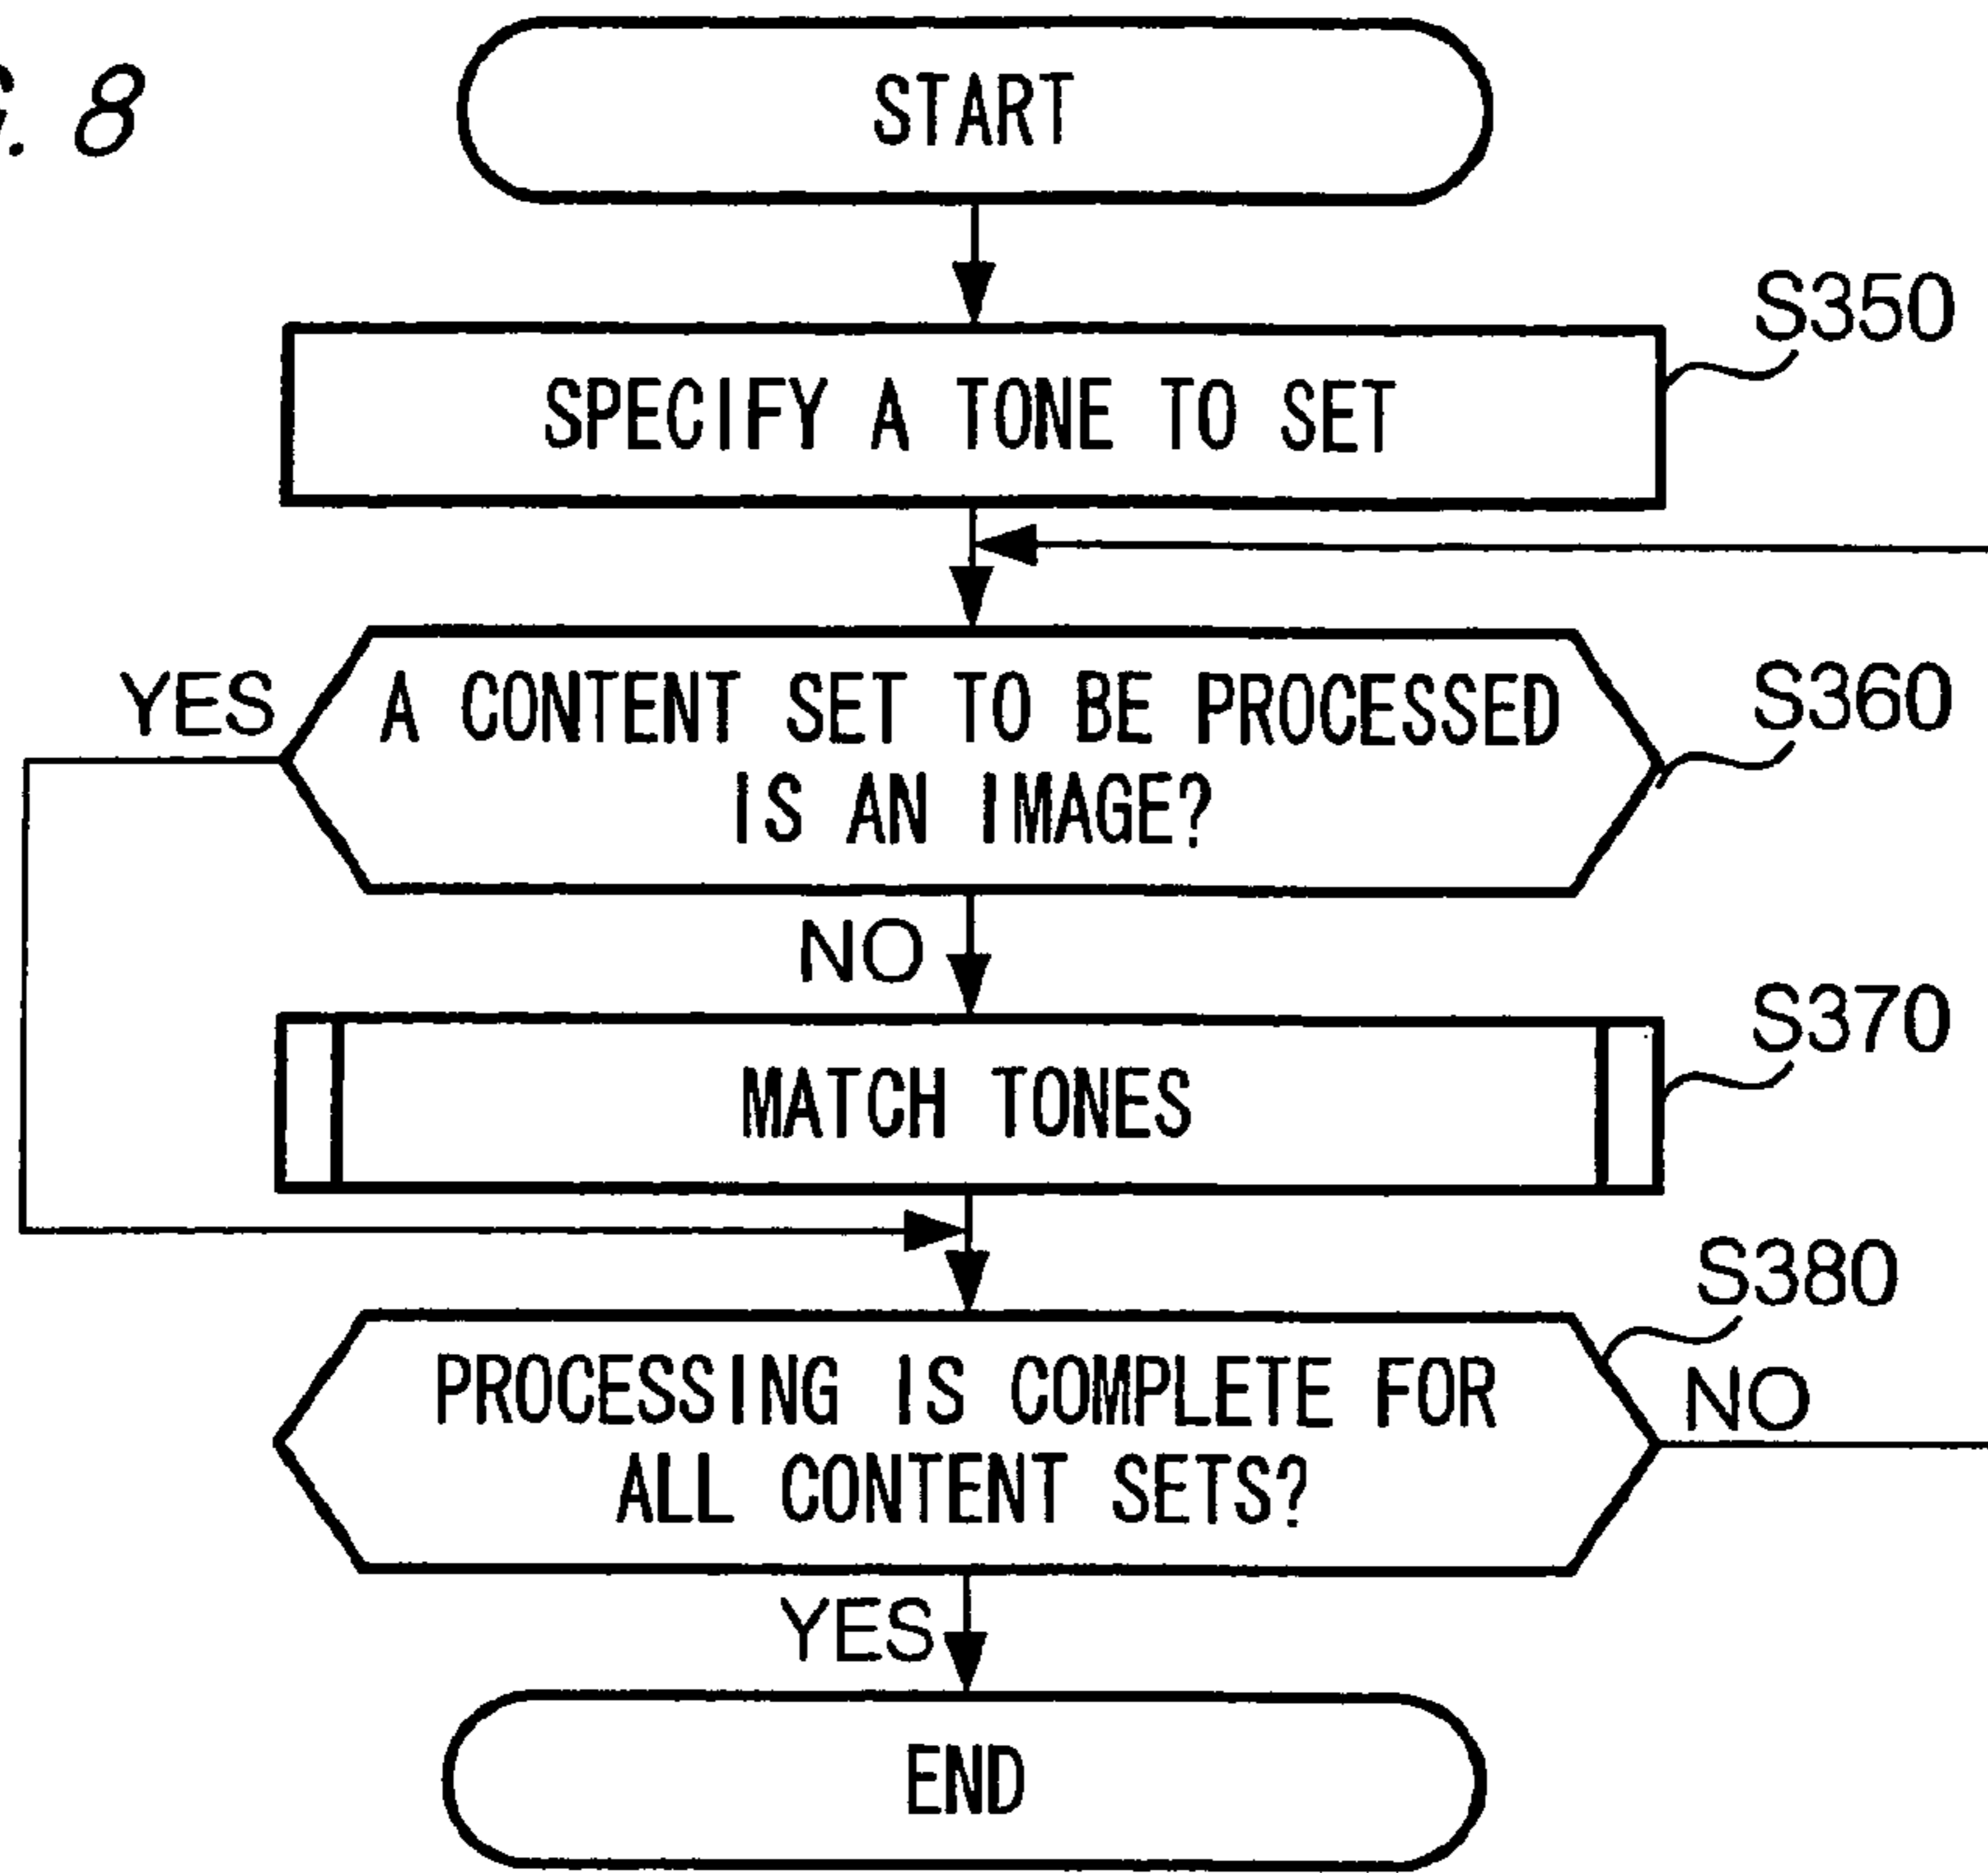 . 8
START
S350
SPECIFY A TONE TO SET
YES
A CONTENT SET TO BE PROCESSED
IS AN IMAGE?
S360
NO
S370
MATCH TONES
S380
PROCESSING IS COMPLETE FOR
ALL CONTENT SETS?
NO
YES
END